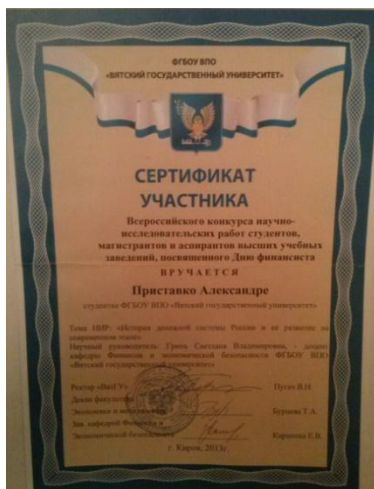 ФГБОУ ВПО
«ВЯТСКИЙ ГОСУДАРСТВЕННЫЙ УНИВЕРСИТЕТ»
СЕРТИФИКАТ
УЧАСТНИКА
Всероссийского конкурса научно-
исследовательских работ студентов,
магистрантов и аспирантов высших учебных
заведений, посвященного Дню финансиста
ВРУЧАЕТСЯ
Приставко Александре
студентке ФГБОУ ВПО «Вятский государственный университет»
Тема НИР: «История денежной системы России и ее развитие на
современном этапе»
Научный руководитель: Светлана Владимировна, - доцент
кафедры Финансов и экономической безопасности ФГБОУ ВПО
«Вятский государственный университет»
Ректор «ВятГУ» Пугач В.Н.
Декан факультета
Экономики и менеджмента Бурцева Т.А.
Зав. кафедрой Финансов и
Экономической безопасности Каранина Е.В.
г. Киров, 2013г.